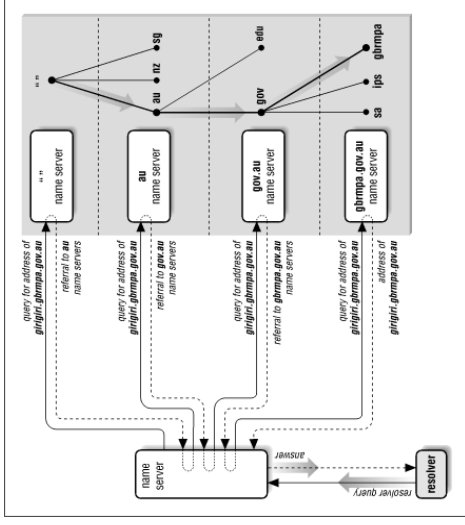 name
server
resolver query
answer
resolver
query for address of
girigiri.gbrmpa.gov.au
referral to au
name servers
query for address of
girigiri.gbrmpa.gov.au
referral to gov.au
name servers
query for address of
girigiri.gbrmpa.gov.au
referral to gbrmpa.gov.au
name servers
query for address of
girigiri.gbrmpa.gov.au
address of
girigiri.gbrmpa.gov.au
“ ”
name server
au
name server
gov.au
name server
gbrmpa.gov.au
name server
“ ”
au
nz
sg
gov
edu
sa
ips
gbrmpa